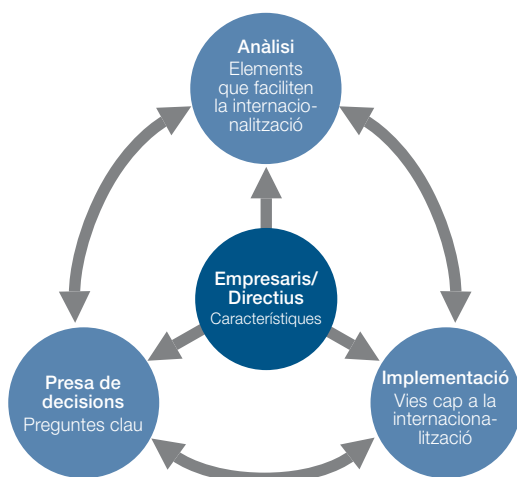 Anàlisi
Elements
que faciliten
la internacio-
nalització
Empresaris/
Directius
Característiques
Presa de
decisions
Preguntes clau
Implementació
Vies cap a la
internaciona-
lització